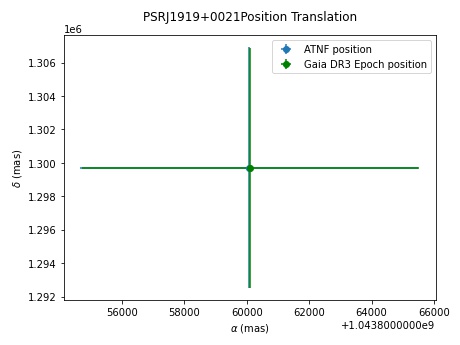 PSRJ1919+0021Position Translation
1e6
ATNF position
Gaia DR3 Epoch position
1.306
1.304
1.302
1.300
1.298
1.296
1.294
1.292
δ (mas)
56000 58000 60000 62000 64000 66000
α (mas)
+1.0438000000e9